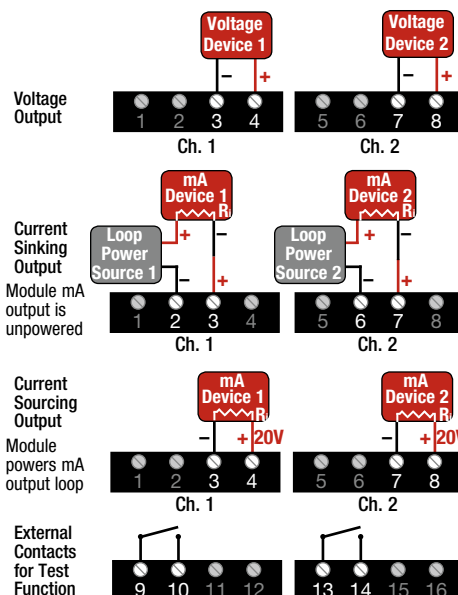 Voltage Device 1
Voltage Device 2
− +
− +
Voltage Output
1 2 3 4
5 6 7 8
Ch. 1
Ch. 2
mA Device 1
Ri
mA Device 2
Ri
Current Sinking Output
Module mA output is unpowered
Loop Power Source 1
+ −
− +
Loop Power Source 2
+ −
− +
1 2 3 4
5 6 7 8
Ch. 1
Ch. 2
Current Sourcing Output
Module powers mA output loop
mA Device 1
Ri
mA Device 2
Ri
− + 20V
− +
1 2 3 4
5 6 7 8
Ch. 1
Ch. 2
External Contacts for Test Function
9 10 11 12
13 14 15 16